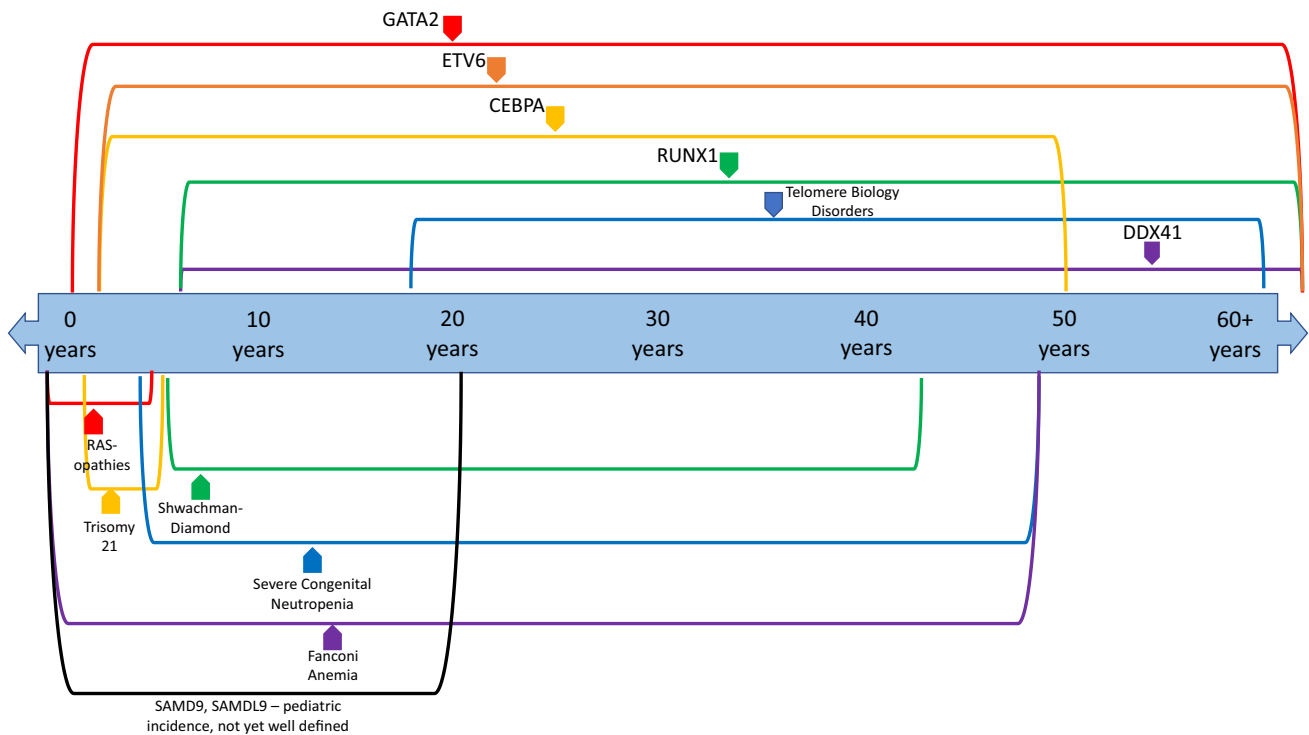 GATA2
ETV6
CEBPA
RUNX1
Telomere Biology
Disorders
DDX41
0
years
10
years
20
years
30
years
40
years
50
years
60+
years
RAS-
opathies
Trisomy
21
Shwachman-
Diamond
Severe Congenital
Neutropenia
Fanconi
Anemia
SAMD9, SAMDL9 – pediatric
incidence, not yet well defined